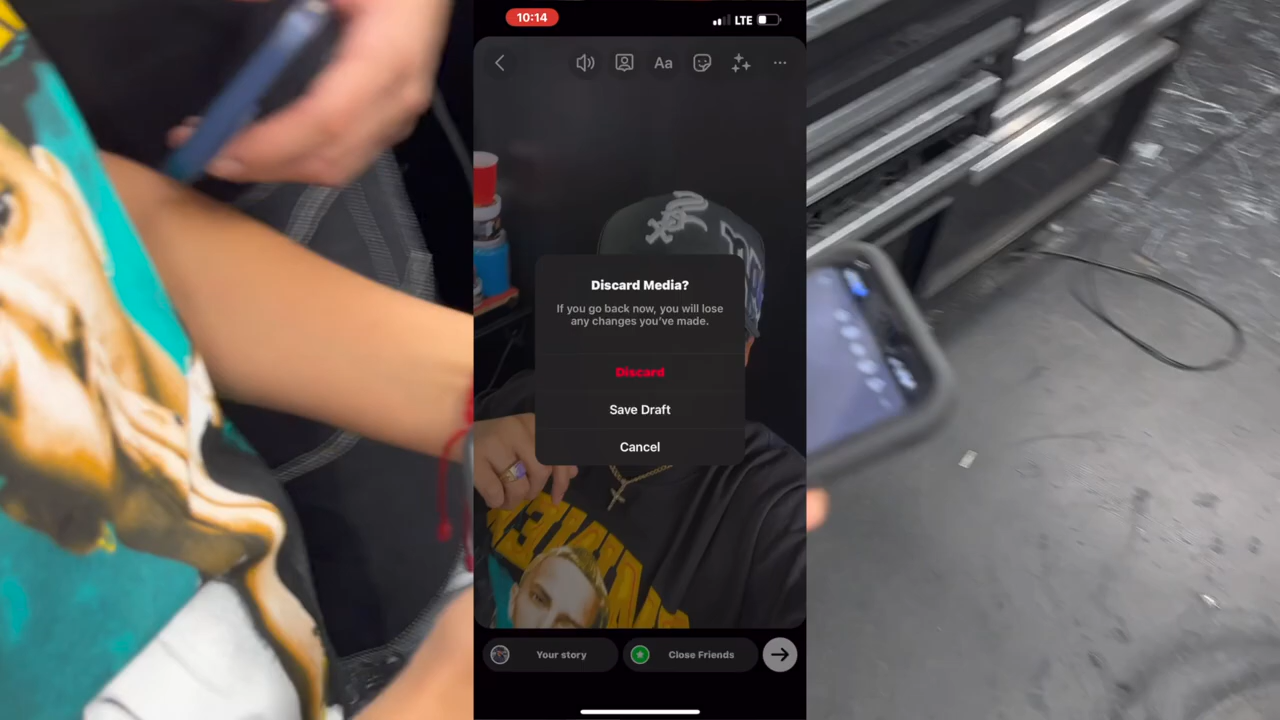 10:14
LTE
Aa
Discard Media?
If you go back now, you will lose
any changes you've made.
Discard
Save Draft
Cancel
Your story
Close Friends